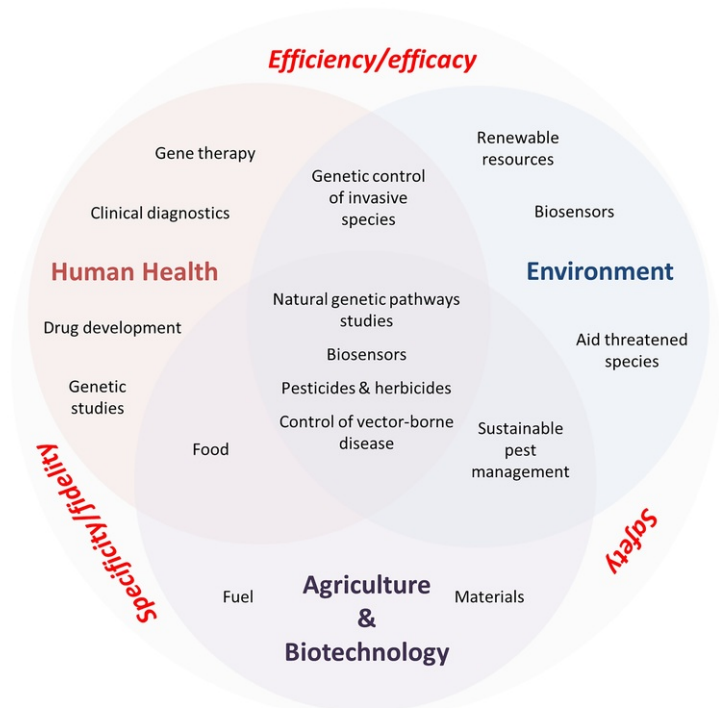 Efficiency/efficacy
Gene therapy
Renewable
resources
Genetic control
of invasive
species
Clinical diagnostics
Biosensors
Human Health
Environment
Natural genetic pathways
studies
Drug development
Aid threatened
species
Biosensors
Genetic
studies
Pesticides & herbicides
Control of vector-borne
disease
Sustainable
pest
management
Food
Specificity/fidelity
Safety
Fuel
Agriculture
&
Biotechnology
Materials